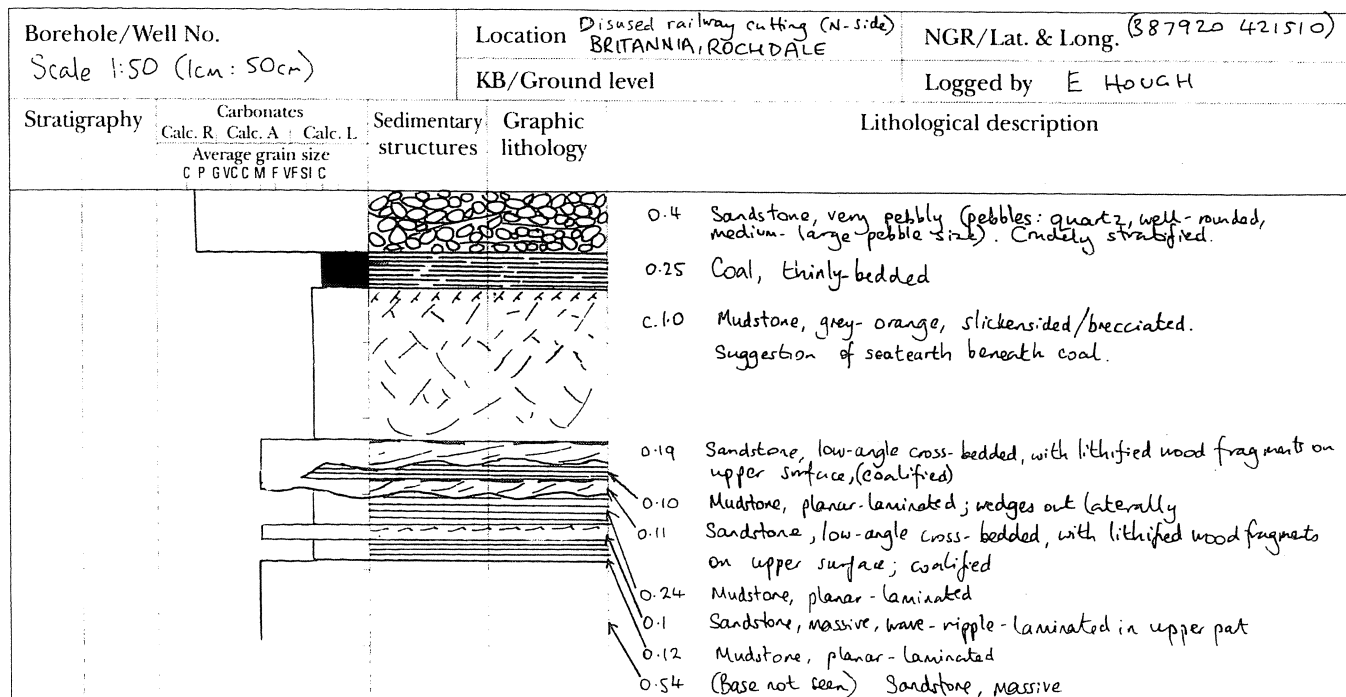 Borehole/Well No.
Scale 1:50 (1cm : 50cm)
Location Disused railway cutting (N-side)
BRITANNIA, ROCHDALE
NGR/Lat. & Long. (387920 421510)
KB/Ground level
Logged by E HOUGH
Stratigraphy
Carbonates
Calc. R Calc. A Calc. L
Average grain size
C P G VC C M F VF SI C
Sedimentary
structures
Graphic
lithology
Lithological description
0.4 Sandstone, very pebbly (pebbles: quartz, well-rounded,
medium-large-pebble size). Crudely stratified.
0.25 Coal, thinly-bedded
c.1.0 Mudstone, grey-orange, slickensided/brecciated.
Suggestion of seatearth beneath coal.
0.19 Sandstone, low-angle cross-bedded, with lithified wood fragments on
upper surface, (coalified)
0.10 Mudstone, planar-laminated; wedges out laterally
0.11 Sandstone, low-angle cross-bedded, with lithified wood fragments
on upper surface; coalified
0.24 Mudstone, planar-laminated
0.1 Sandstone, massive, wave-ripple-laminated in upper pat
0.12 Mudstone, planar-laminated
0.54 (Base not seen) Sandstone, massive